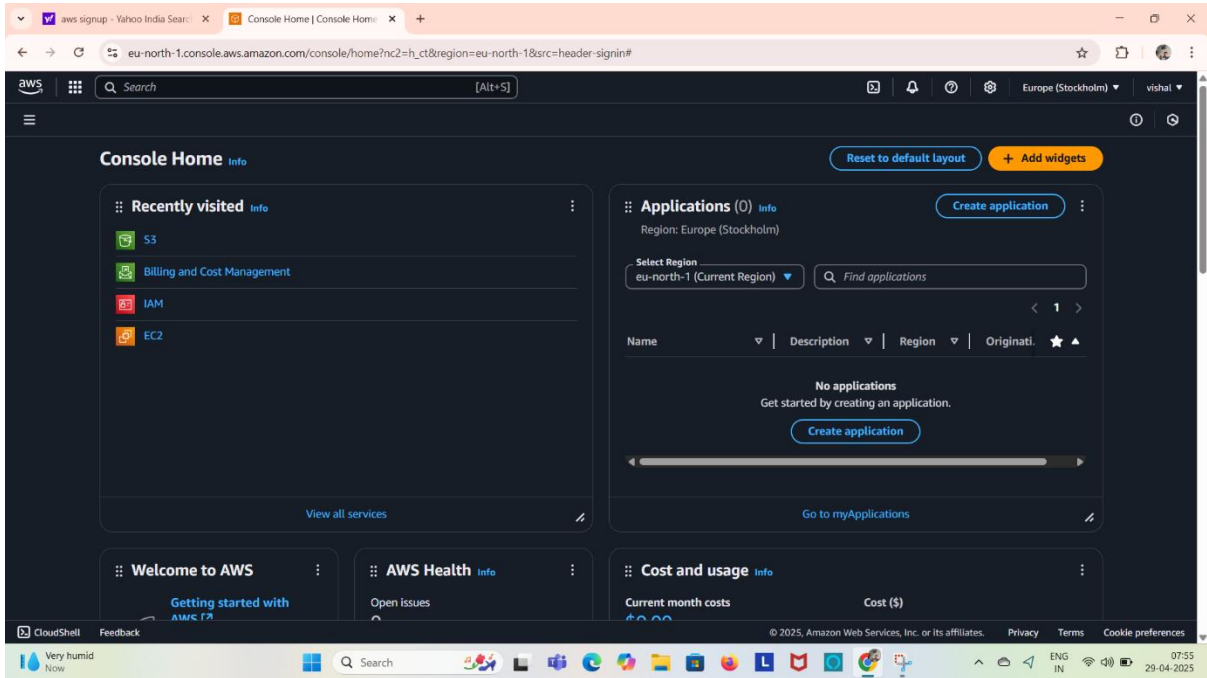 aws signup - Yahoo India Searc
Console Home | Console Home
eu-north-1.console.aws.amazon.com/console/home?nc2=h_ct&region=eu-north-1&src=header-signin#
aws
Search
[Alt+S]
Europe (Stockholm)
vishal
Console Home Info
Reset to default layout
+ Add widgets
Recently visited Info
S3
Billing and Cost Management
IAM
EC2
View all services
Applications (0) Info
Create application
Region: Europe (Stockholm)
Select Region
eu-north-1 (Current Region)
Find applications
1
Name Description Region Originati.
No applications
Get started by creating an application.
Create application
Go to myApplications
Welcome to AWS
Getting started with
AWS
AWS Health Info
Open issues
Cost and usage Info
Current month costs
Cost ($)
CloudShell Feedback
© 2025, Amazon Web Services, Inc. or its affiliates. Privacy Terms Cookie preferences
Very humid
Now
Search
ENG
IN
07:55
29-04-2025